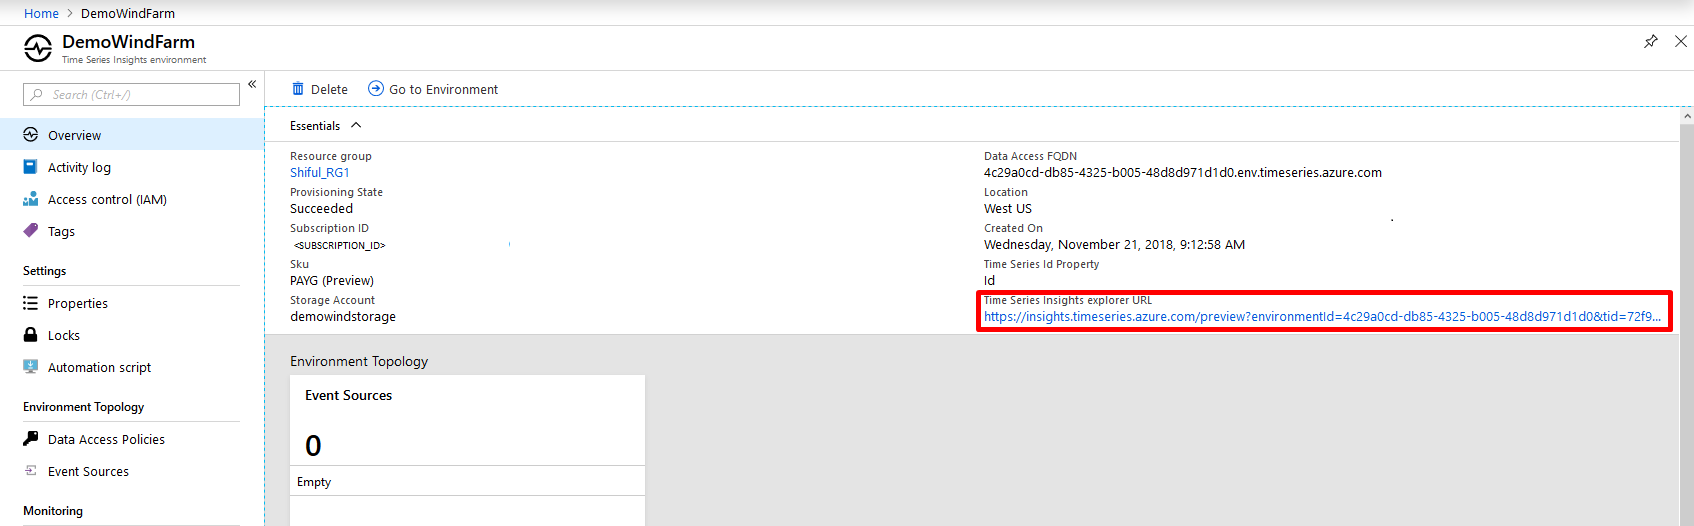 Home > DemoWindFarm
DemoWindFarm
Time Series Insights environment
Search (Ctrl+/)
«
Overview
Activity log
Access control (IAM)
Tags
Settings
Properties
Locks
Automation script
Environment Topology
Data Access Policies
Event Sources
Monitoring
Delete Go to Environment
Essentials
Resource group
Shiful_RG1
Provisioning State
Succeeded
Subscription ID
<SUBSCRIPTION_ID>
Sku
PAYG (Preview)
Storage Account
demowindstorage
Data Access FQDN
4c29a0cd-db85-4325-b005-48d8d971d1d0.env.timeseries.azure.com
Location
West US
Created On
Wednesday, November 21, 2018, 9:12:58 AM
Time Series Id Property
Id
Time Series Insights explorer URL
https://insights.timeseries.azure.com/preview?environmentId=4c29a0cd-db85-4325-b005-48d8d971d1d0&tid=72f9...
Environment Topology
Event Sources
0
Empty